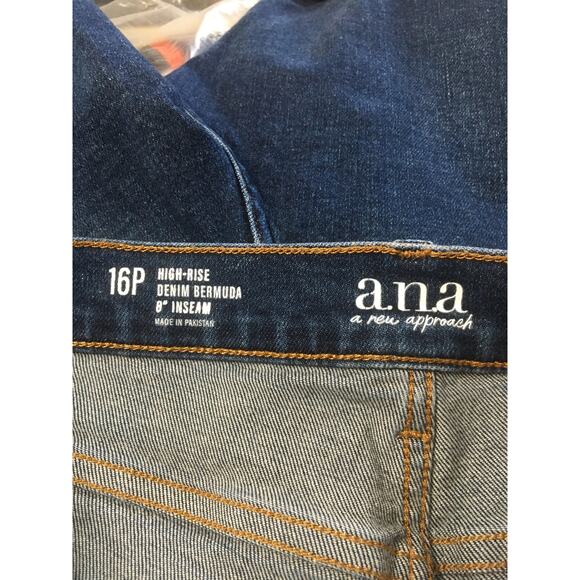 16P
HIGH-RISE
DENIM BERMUDA
8" INSEAM
MADE IN PAKISTAN
a.n.a
a new approach